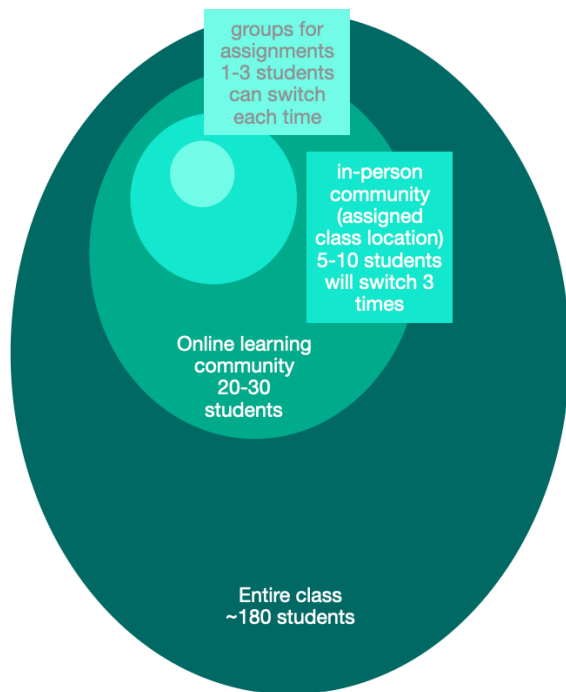 groups for
assignments
1-3 students
can switch
each time
in-person
community
(assigned
class location)
5-10 students
will switch 3
times
Online learning
community
20-30
students
Entire class
~180 students